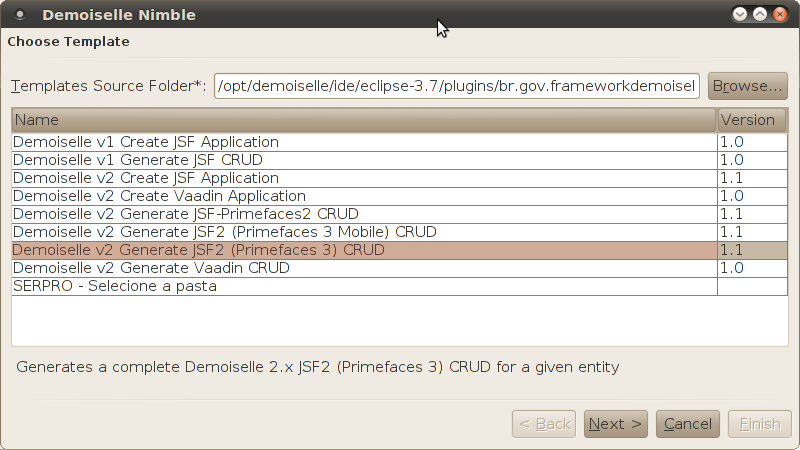 Demoiselle Nimble
Choose Template
Templates Source Folder*: /opt/demoiselle/ide/eclipse-3.7/plugins/br.gov.frameworkdemoisel Browse...
Name Version
Demoiselle v1 Create JSF Application 1.0
Demoiselle v1 Generate JSF CRUD 1.0
Demoiselle v2 Create JSF Application 1.1
Demoiselle v2 Create Vaadin Application 1.0
Demoiselle v2 Generate JSF-Primefaces2 CRUD 1.1
Demoiselle v2 Generate JSF2 (Primefaces 3 Mobile) CRUD 1.1
Demoiselle v2 Generate JSF2 (Primefaces 3) CRUD 1.1
Demoiselle v2 Generate Vaadin CRUD 1.0
SERPRO - Selecione a pasta
Generates a complete Demoiselle 2.x JSF2 (Primefaces 3) CRUD for a given entity
< Back Next > Cancel Finish